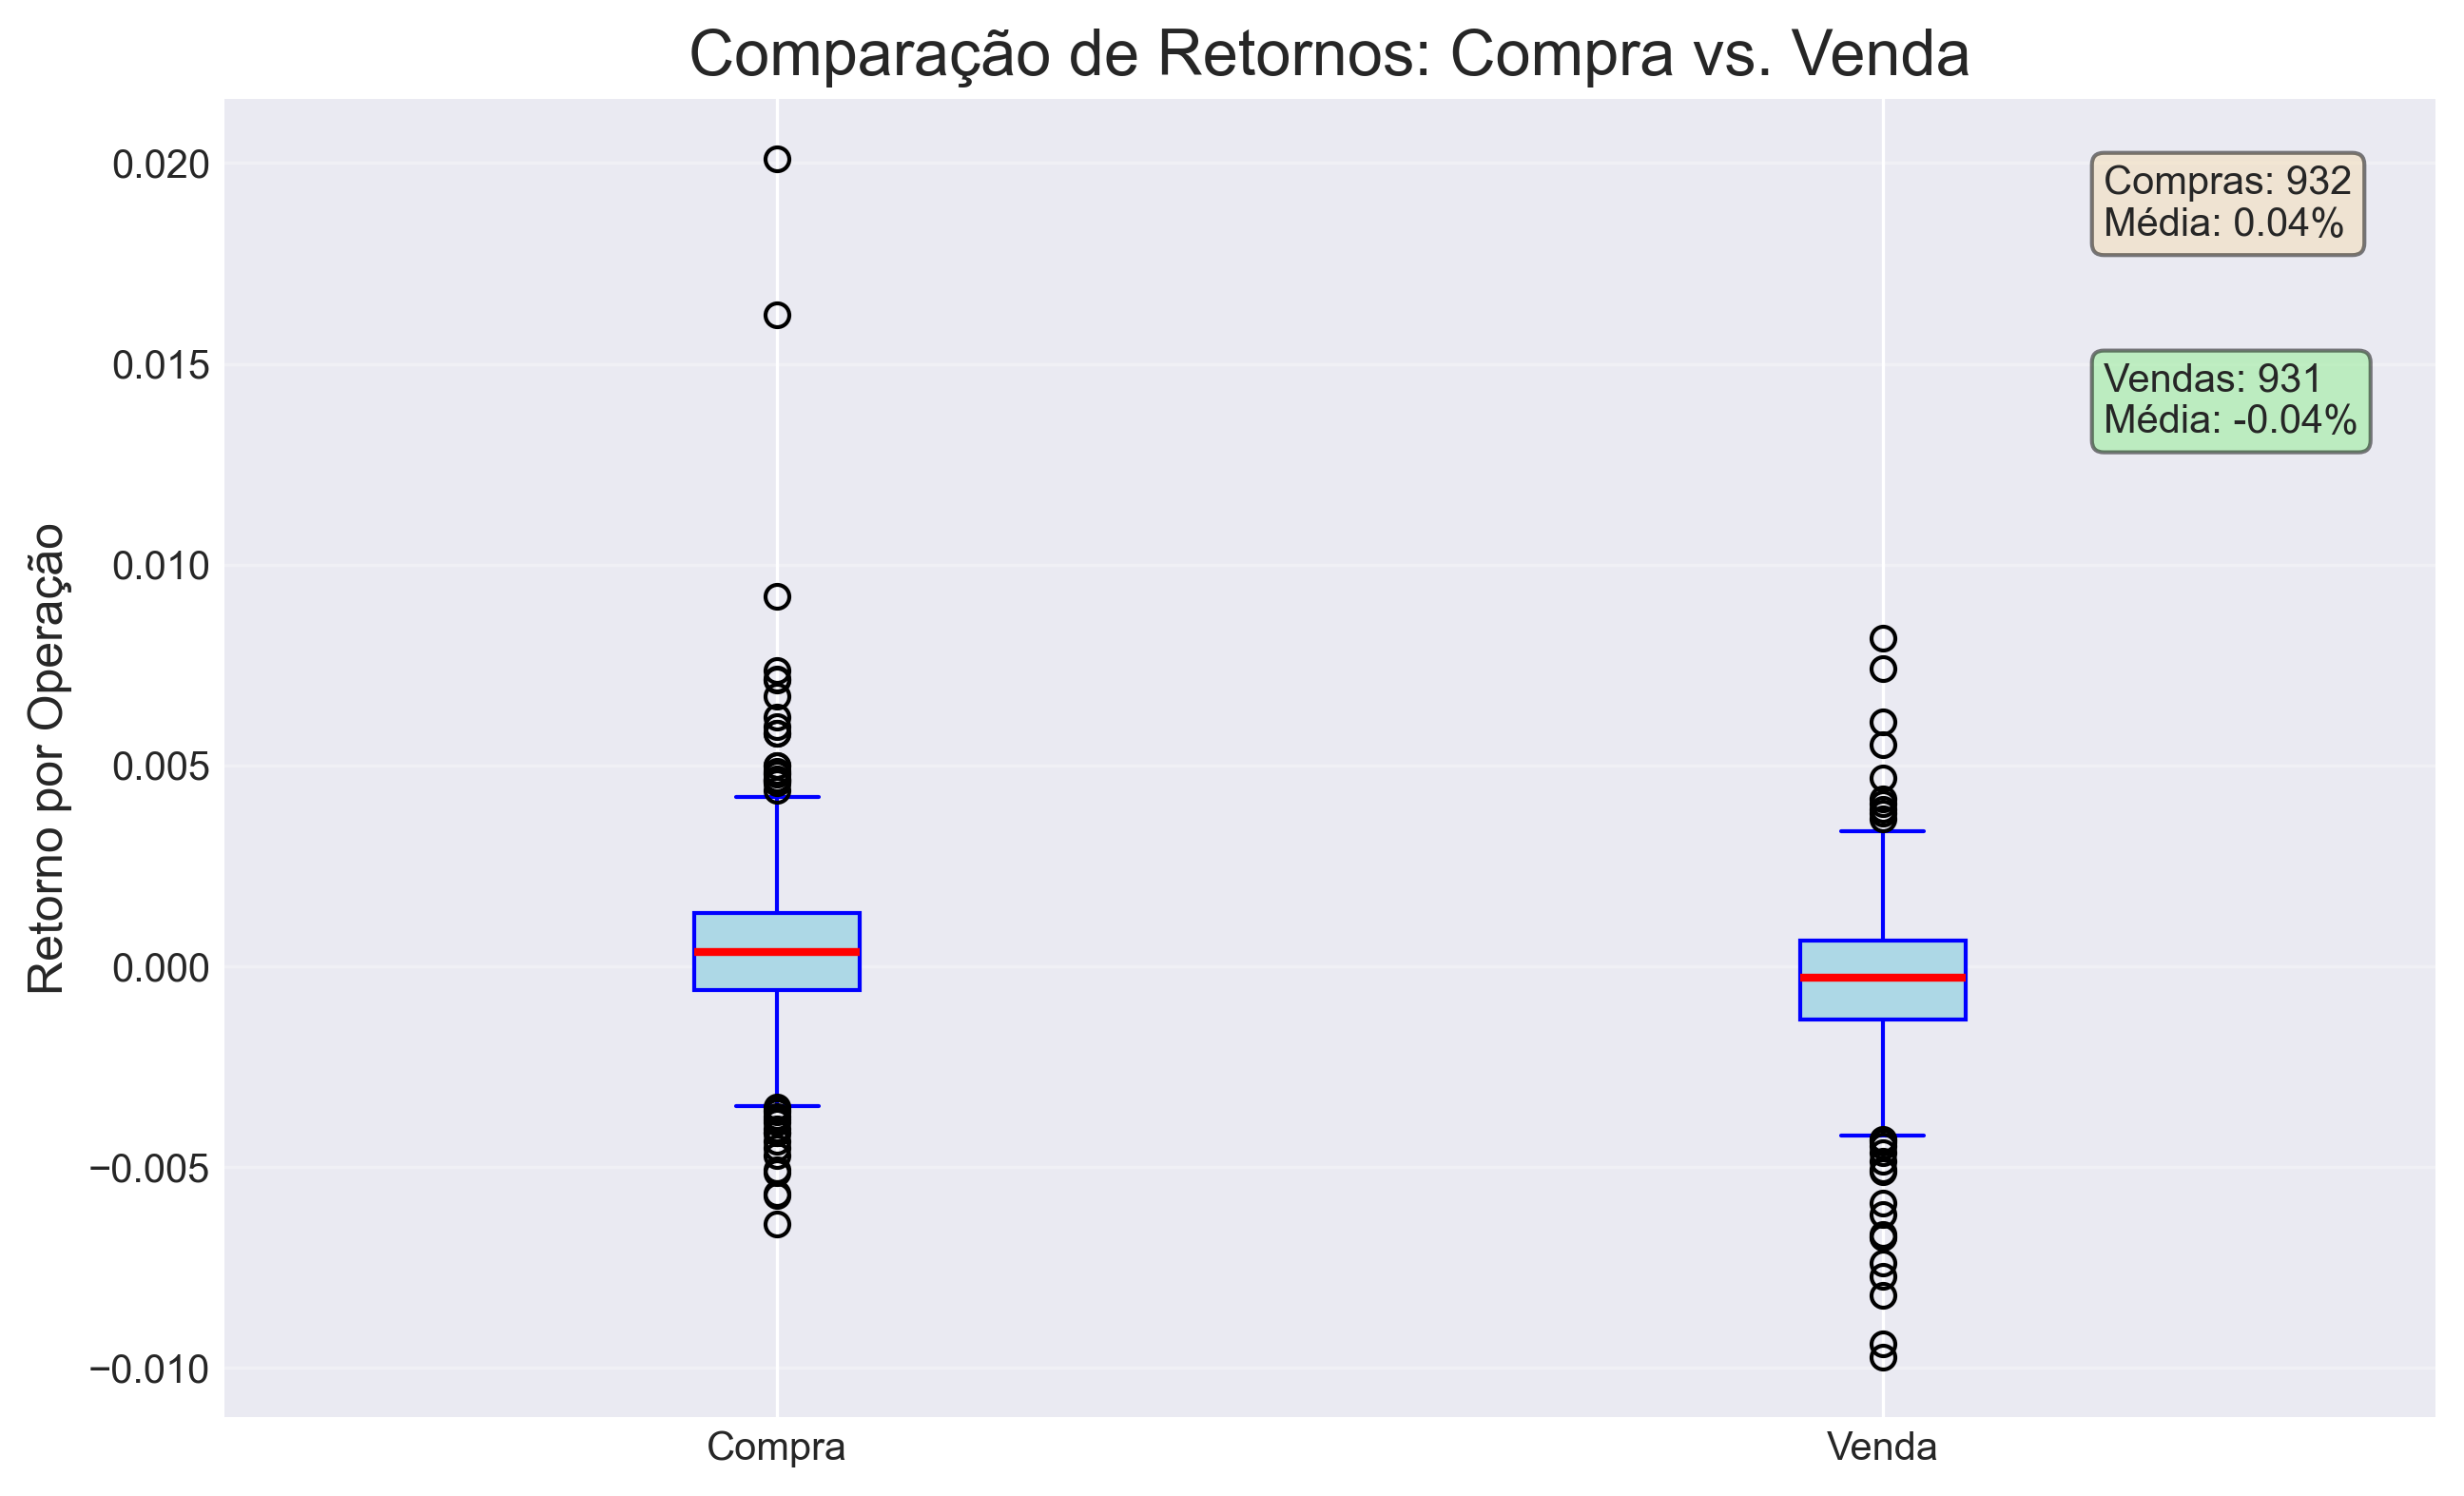 Comparação de Retornos: Compra vs. Venda
Retorno por Operação
0.020
0.015
0.010
0.005
0.000
−0.005
−0.010
Compras: 932
Média: 0.04%
Vendas: 931
Média: -0.04%
Compra
Venda